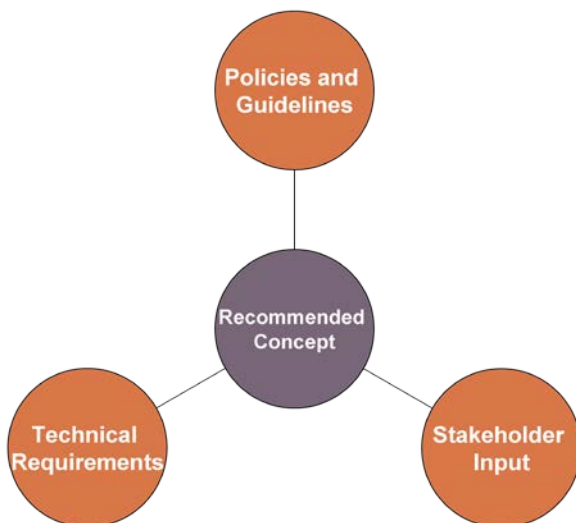 Policies and
Guidelines
Recommended
Concept
Technical
Requirements
Stakeholder
Input